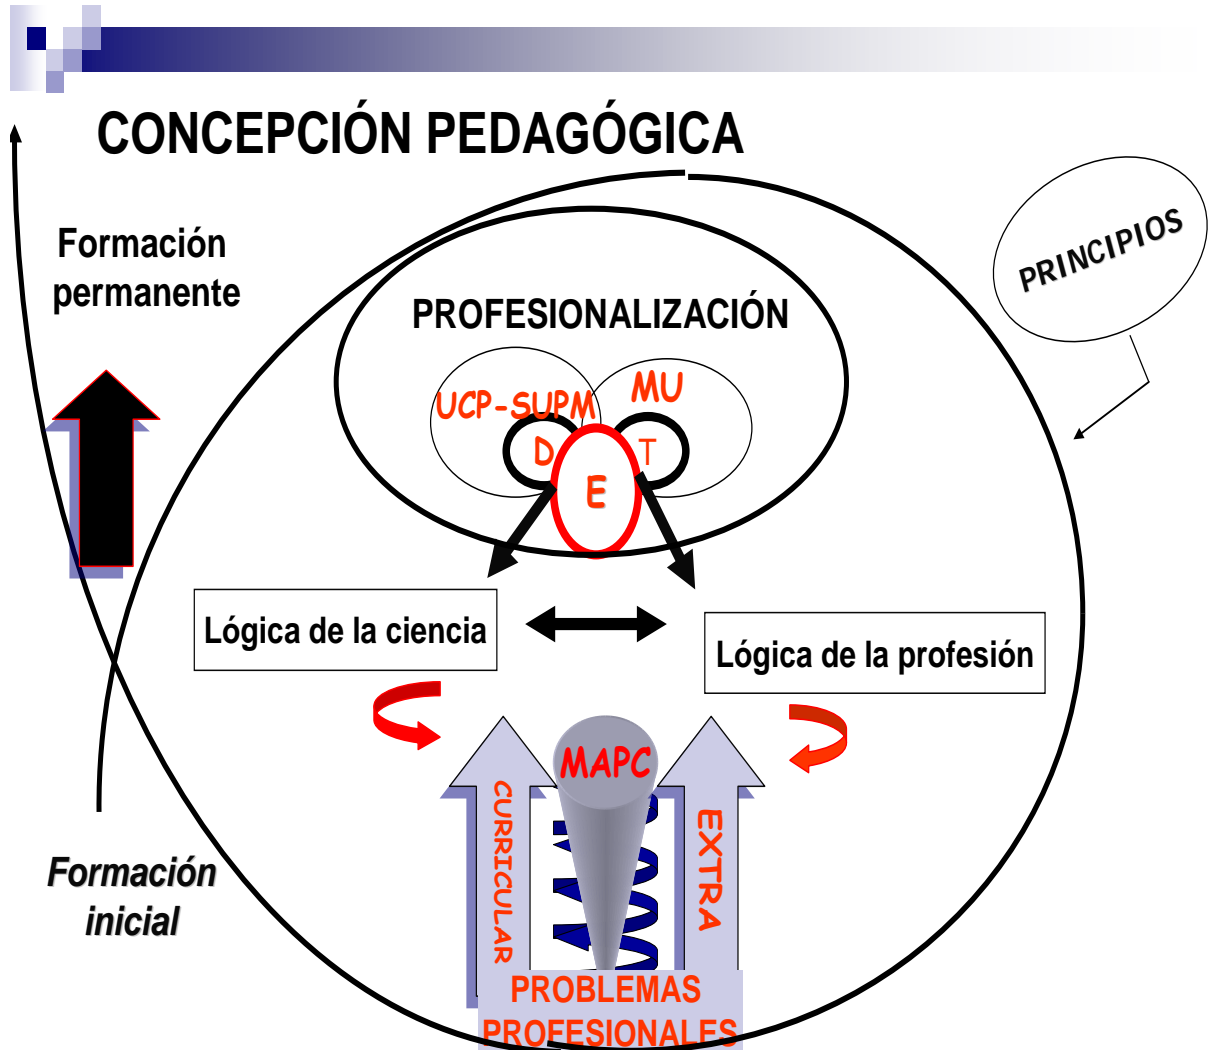 CONCEPCIÓN PEDAGÓGICA
Formación
permanente
PRINCIPIOS
PROFESIONALIZACIÓN
UCP-SUPM
MU
D
E
T
Lógica de la ciencia
Lógica de la profesión
MAPC
CURRICULAR
EXTRA
Formación
inicial
PROBLEMAS
PROFESIONALES